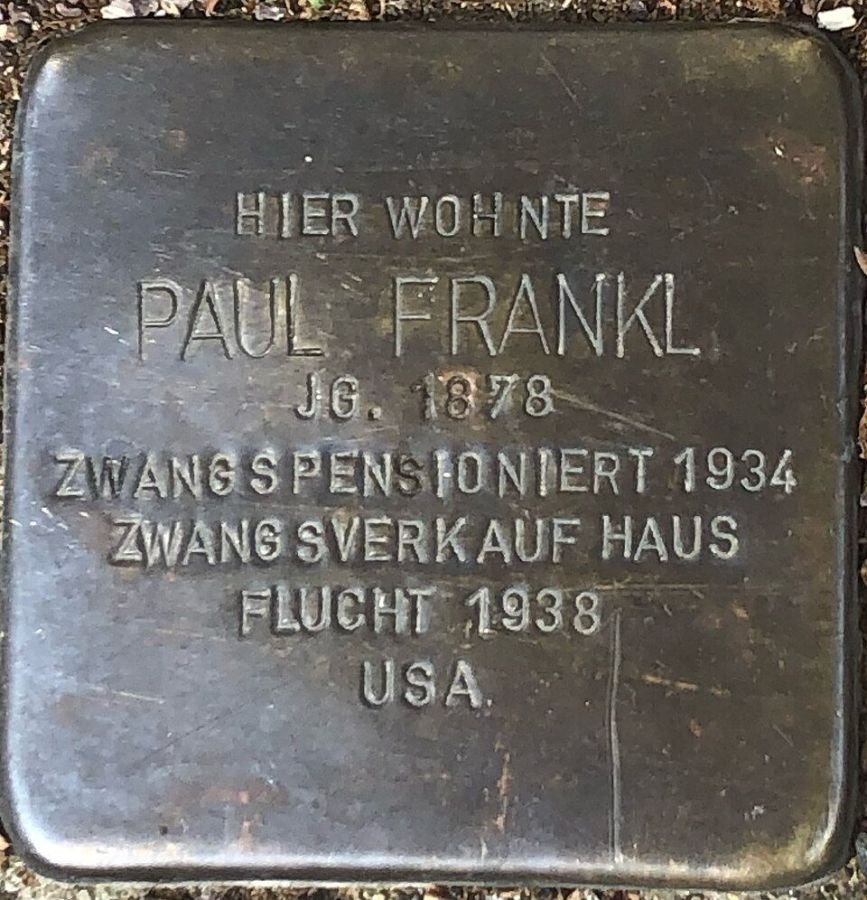 HIER WOHNTE
PAUL FRANKL
JG. 1878
ZWANGSPENSIONIERT 1934
ZWANGSVERKAUF HAUS
FLUCHT 1938
USA